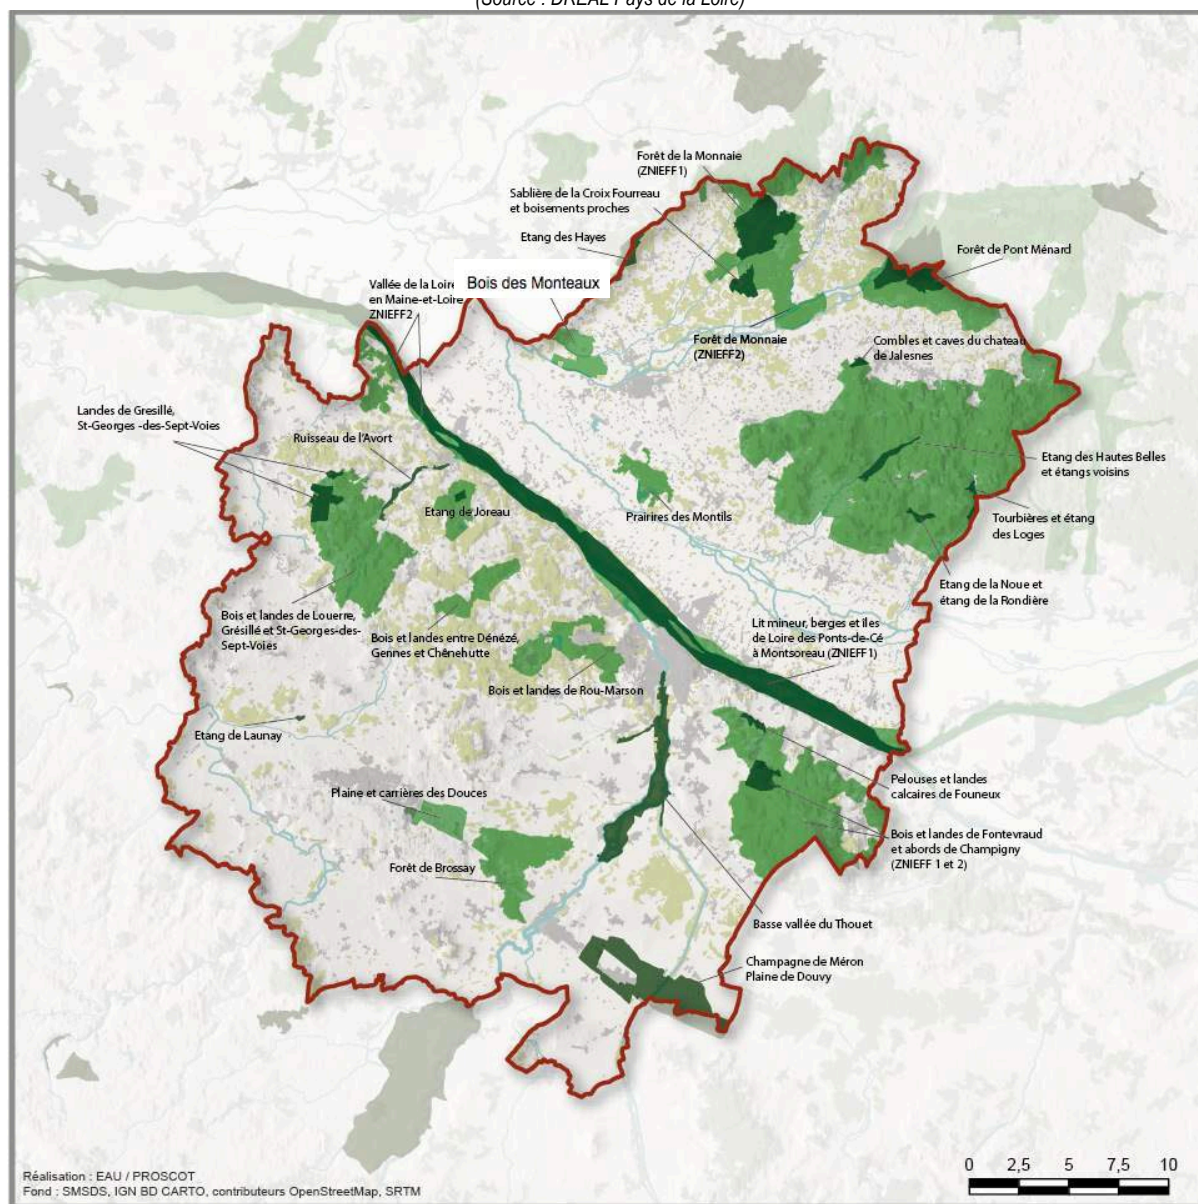 (Source : DREAL Pays de la Loire)
Forêt de la Monnaie
(ZNIEFF1)
Sablière de la Croix Fourreau
et boisements proches
Etang des Hayes
Forêt de Pont Ménard
Vallée de la Loire
en Maine-et-Loire
ZNIEFF2
Bois des Monteaux
Forêt de Monnaie
(ZNIEFF2)
Combles et caves du chateau
de Jalesnes
Landes de Gresillé,
St-Georges -des-Sept-Voies
Ruisseau de l'Avort
Etang des Hautes Belles
et étangs voisins
Etang de Joreau
Prairires des Montils
Tourbières et étang
des Loges
Etang de la Noue et
étang de la Rondière
Bois et landes de Louerre,
Grésillé et St-Georges-des-
Sept-Voies
Bois et landes entre Dénézé,
Gennes et Chênehutte
Lit mineur, berges et îles
de Loire des Ponts-de-Cé
à Montsoreau (ZNIEFF1)
Bois et landes de Rou-Marson
Etang de Launay
Pelouses et landes
calcaires de Founeux
Plaine et carrières des Douces
Bois et landes de Fontevraud
et abords de Champigny
(ZNIEFF 1 et 2)
Forêt de Brossay
Basse vallée du Thouet
Champagne de Méron
Plaine de Douvy
Réalisation : EAU / PROSCOT
Fond : SMSDS, IGN BD CARTO, contributeurs OpenStreetMap, SRTM
0 2,5 5 7,5 10